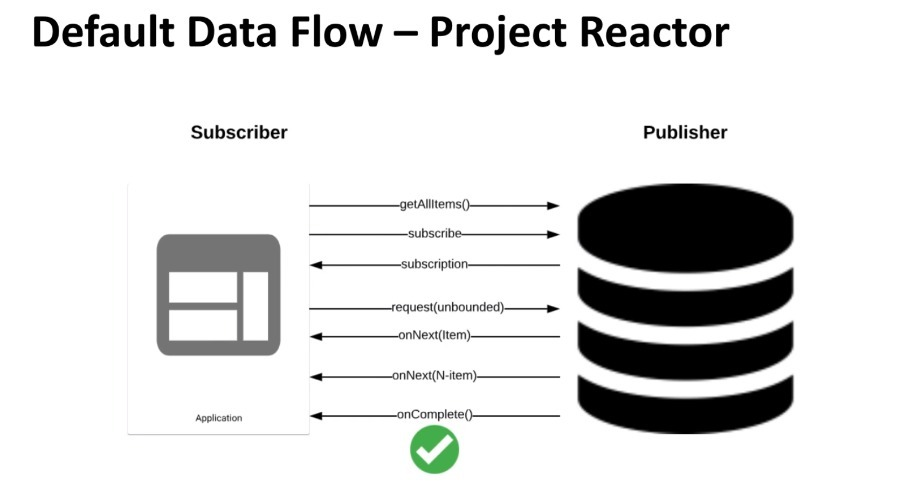 Default Data Flow – Project Reactor
Subscriber
Publisher
getAllItems()
subscribe
subscription
request(unbounded)
onNext(Item)
onNext(N-item)
onComplete()
Application